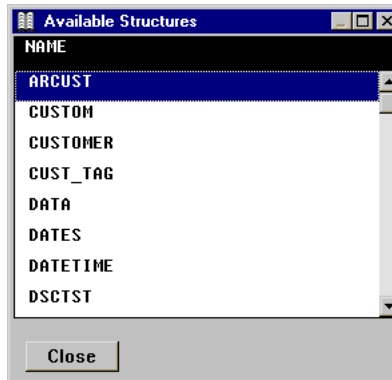 Available Structures
NAME
ARCUST
CUSTOM
CUSTOMER
CUST_TAG
DATA
DATES
DATETIME
DSCTST
Close